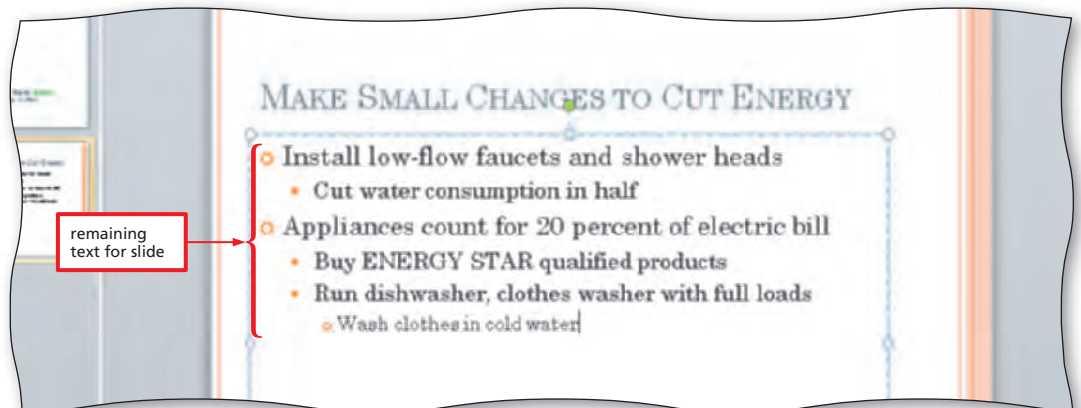 MAKE SMALL CHANGES TO CUT ENERGY
Install low-flow faucets and shower heads
Cut water consumption in half
Appliances count for 20 percent of electric bill
Buy ENERGY STAR qualified products
Run dishwasher, clothes washer with full loads
Wash clothes in cold water
remaining
text for slide